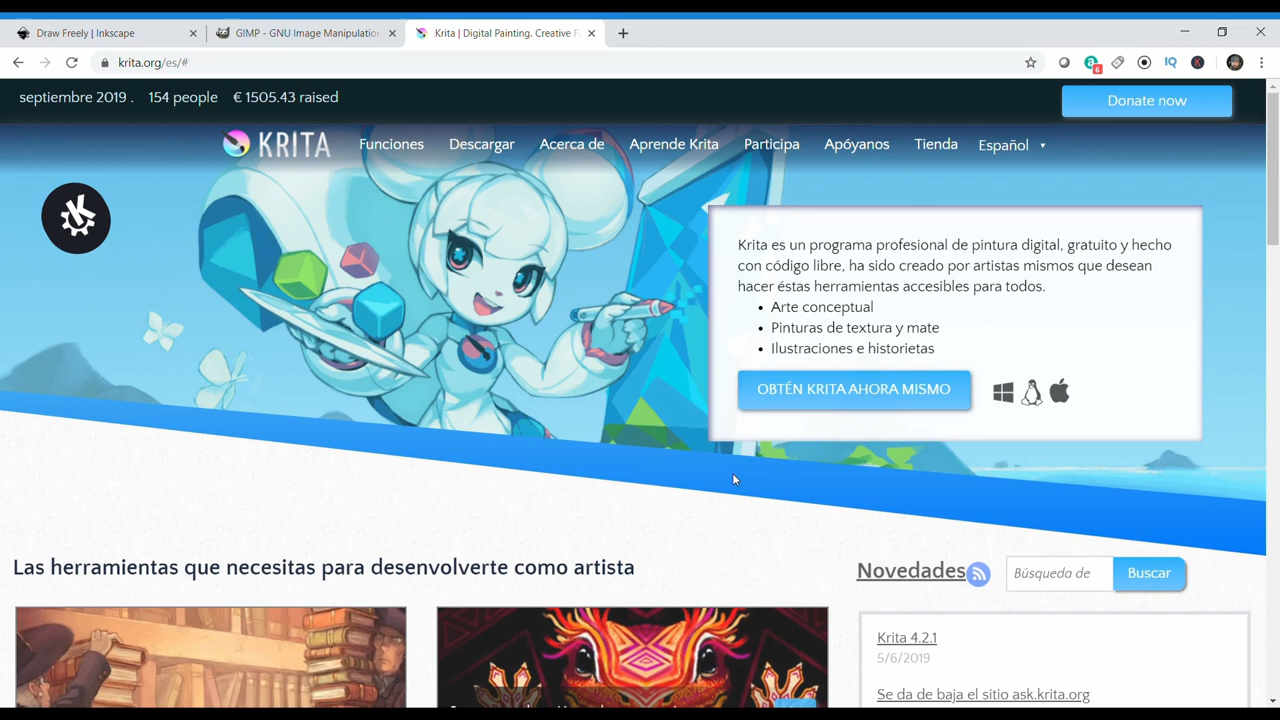 Draw Freely | Inkscape
GIMP - GNU Image Manipulation
Krita | Digital Painting. Creative F
krita.org/es/#
6
IQ
K
septiembre 2019 . 154 people € 1505.43 raised
Donate now
KRITA
Funciones
Descargar
Acerca de
Aprende Krita
Participa
Apóyanos
Tienda
Español
K
Krita es un programa profesional de pintura digital, gratuito y hecho
con código libre, ha sido creado por artistas mismos que desean
hacer éstas herramientas accesibles para todos.
• Arte conceptual
• Pinturas de textura y mate
• Ilustraciones e historietas
OBTÉN KRITA AHORA MISMO
Las herramientas que necesitas para desenvolverte como artista
Novedades
Búsqueda de
Buscar
Krita 4.2.1
5/6/2019
Se da de baja el sitio ask.krita.org